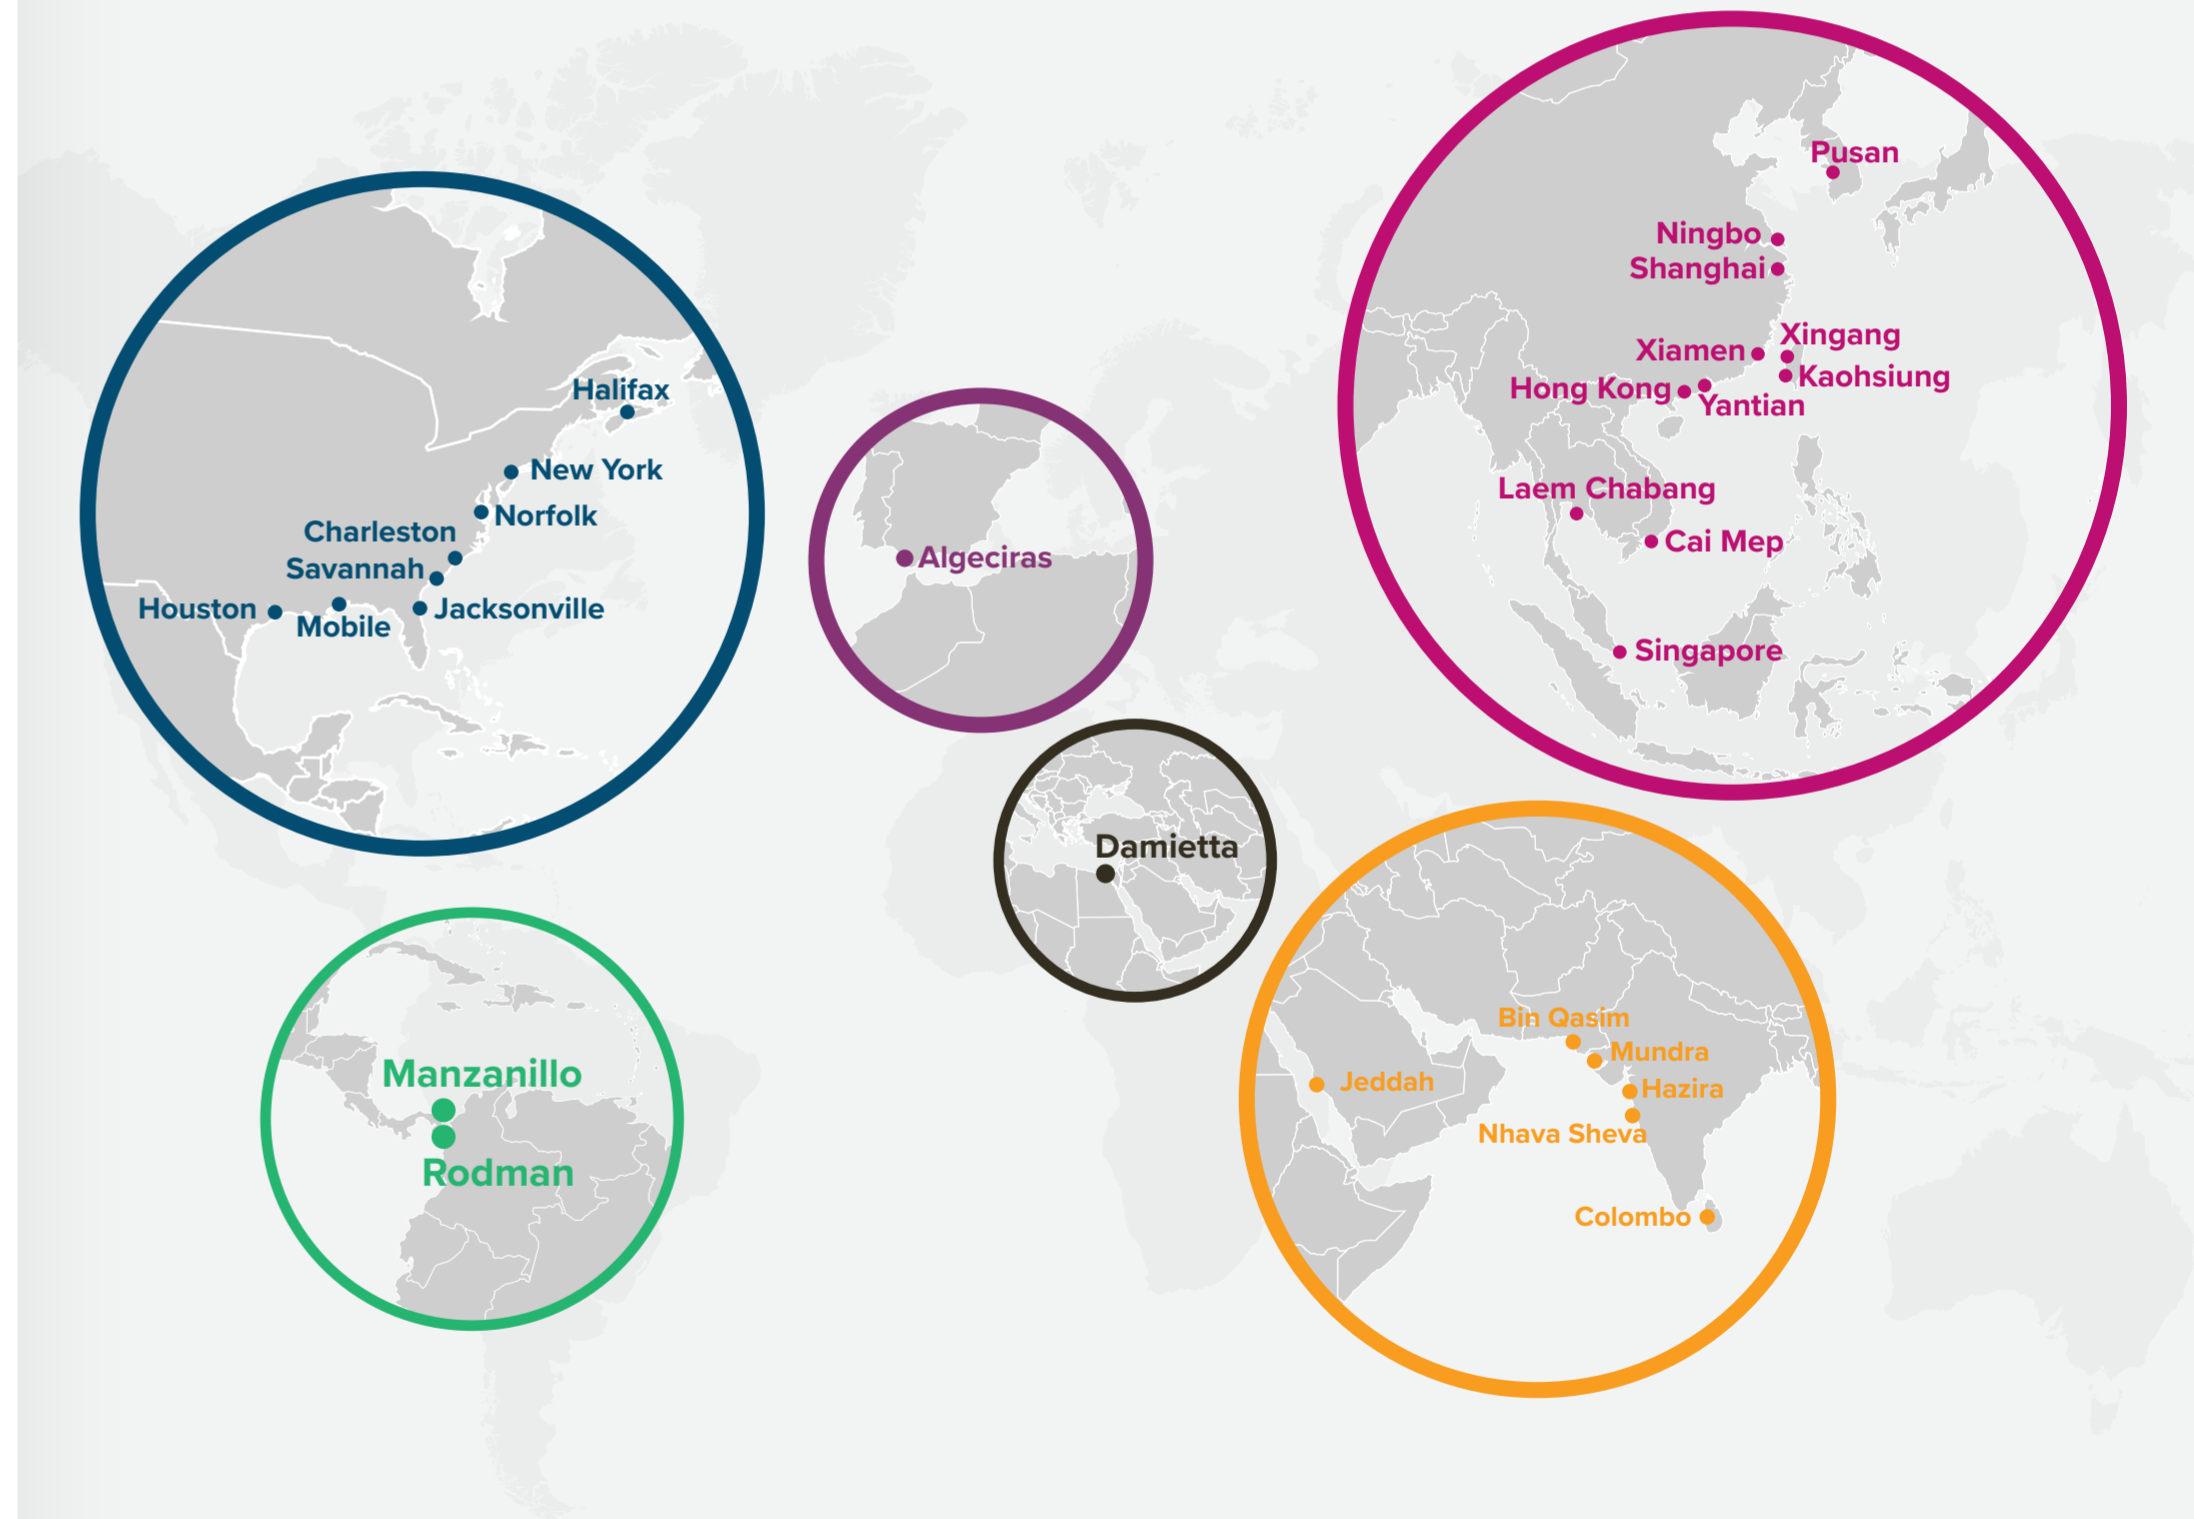 Halifax
New York
Norfolk
Charleston
Savannah
Houston
Mobile
Jacksonville
Algeciras
Pusan
Ningbo
Shanghai
Xingang
Xiamen
Kaohsiung
Hong Kong
Yantian
Laem Chabang
Cai Mep
Singapore
Damietta
Manzanillo
Rodman
Bin Qasim
Mundra
Jeddah
Hazira
Nhava Sheva
Colombo